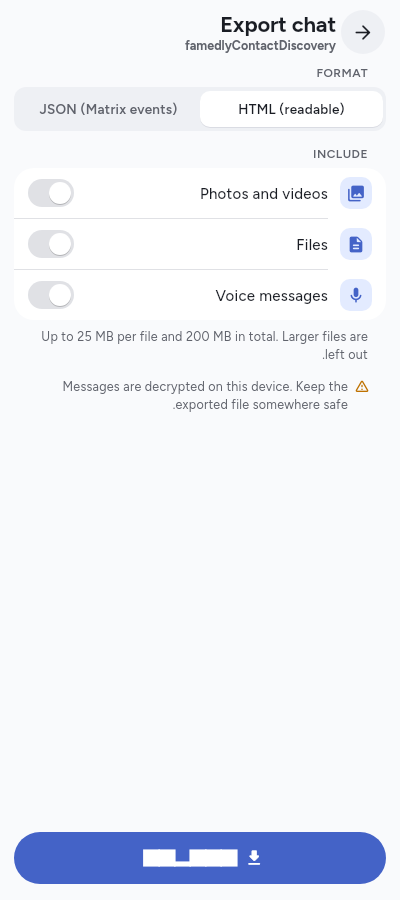 Export chat
famedlyContactDiscovery
FORMAT
HTML (readable)
JSON (Matrix events)
INCLUDE
Photos and videos
Files
Voice messages
Up to 25 MB per file and 200 MB in total. Larger files are
.left out
Messages are decrypted on this device. Keep the
.exported file somewhere safe